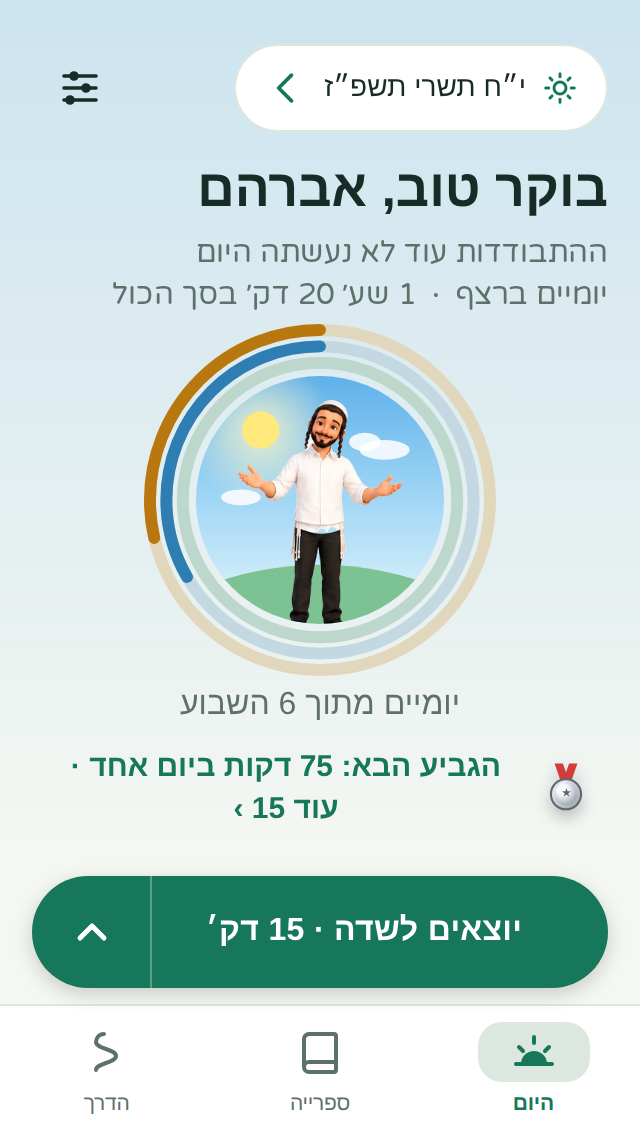 י״ח תשרי תשפ״ז
בוקר טוב, אברהם
ההתבודדות עוד לא נעשתה היום
יומיים ברצף · 1 שע׳ 20 דק׳ בסך הכול
יומיים מתוך 6 השבוע
הגביע הבא: 75 דקות ביום אחד ·
עוד 15 ›
יוצאים לשדה · 15 דק׳
היום
ספרייה
הדרך